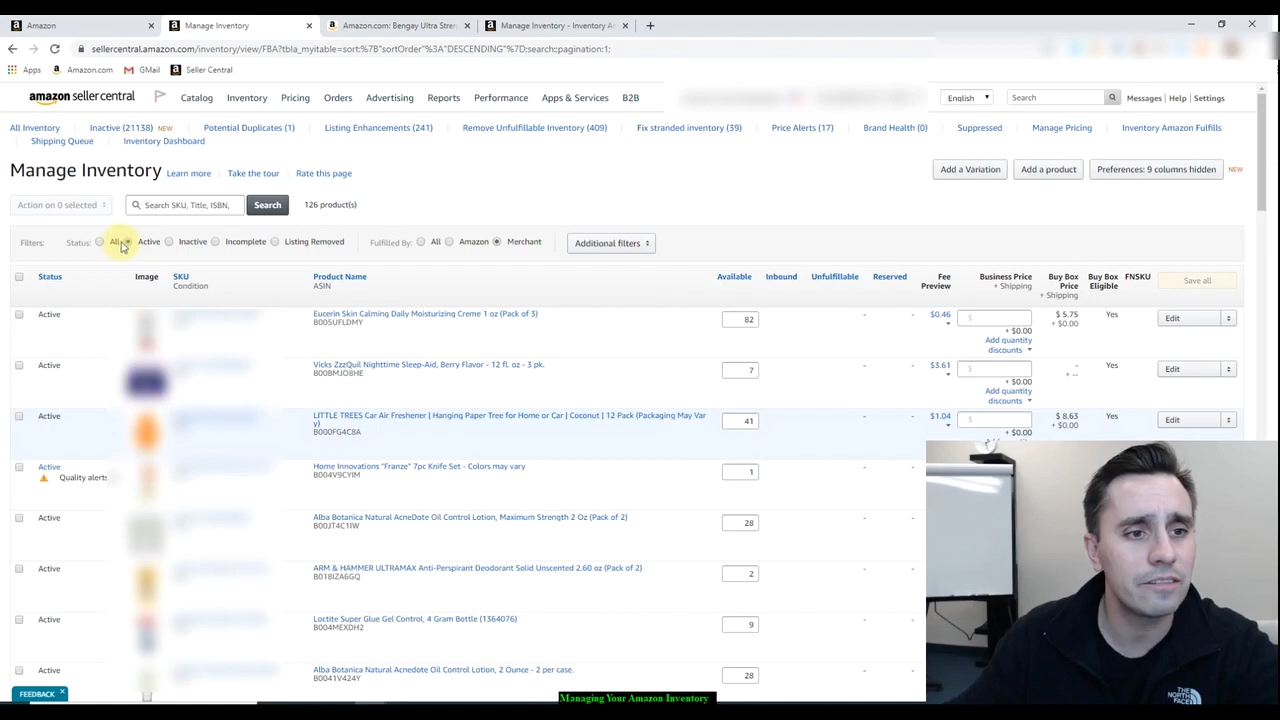 Amazon
Manage Inventory
Amazon.com: Bengay Ultra Stren
Manage Inventory - Inventory A
sellercentral.amazon.com/inventory/view/FBA?tbla_myitable=sort:%7B"sortOrder"%3A"DESCENDING"%7D;search:;pagination:1;
Apps Amazon.com GMail Seller Central
amazon seller central Catalog Inventory Pricing Orders Advertising Reports Performance Apps & Services B2B English Search Messages | Help | Settings
All Inventory Inactive (21138) NEW Potential Duplicates (1) Listing Enhancements (241) Remove Unfulfillable Inventory (409) Fix stranded inventory (39) Price Alerts (17) Brand Health (0) Suppressed Manage Pricing Inventory Amazon Fulfills
Shipping Queue Inventory Dashboard
Manage Inventory Learn more Take the tour Rate this page Add a Variation Add a product Preferences: 9 columns hidden NEW
Action on 0 selected Search SKU, Title, ISBN, Search 126 product(s)
Filters: Status: All Active Inactive Incomplete Listing Removed Fulfilled By: All Amazon Merchant Additional filters
Status Image SKU Product Name Available Inbound Unfulfillable Reserved Fee Business Price Buy Box Buy Box FNSKU Save all
Condition ASIN Preview + Shipping Price Eligible
+ Shipping
Active Eucerin Skin Calming Daily Moisturizing Creme 1 oz (Pack of 3) 82 - - $0.46 $ $ 5.75 Yes Edit
B005UFLDMY + $0.00
+ $0.00
Add quantity
discounts
Active Vicks ZzzQuil Nighttime Sleep-Aid, Berry Flavor - 12 fl. oz - 3 pk. 7 - - $3.61 $ - Yes Edit
B00BMJO8HE + --
+ $0.00
Add quantity
discounts
Active LITTLE TREES Car Air Freshener | Hanging Paper Tree for Home or Car | Coconut | 12 Pack (Packaging May Var 41 - - $1.04 $ $ 8.63 Yes Edit
y) + $0.00
B000FG4C8A + $0.00
Active Home Innovations "Franze" 7pc Knife Set - Colors may vary 1 - -
Quality alerts B004V9CYIM
Active Alba Botanica Natural AcneDote Oil Control Lotion, Maximum Strength 2 Oz (Pack of 2) 28 - -
B00JT4C1IW
Active ARM & HAMMER ULTRAMAX Anti-Perspirant Deodorant Solid Unscented 2.60 oz (Pack of 2) 2 - -
B018IZA6GQ
Active Loctite Super Glue Gel Control, 4 Gram Bottle (1364076) 9 - -
B004MEXDH2
Active Alba Botanica Natural Acnedote Oil Control Lotion, 2 Ounce - 2 per case. 28 - -
B0041V424Y
FEEDBACK
Managing Your Amazon Inventory
THE
NORTH
FACE